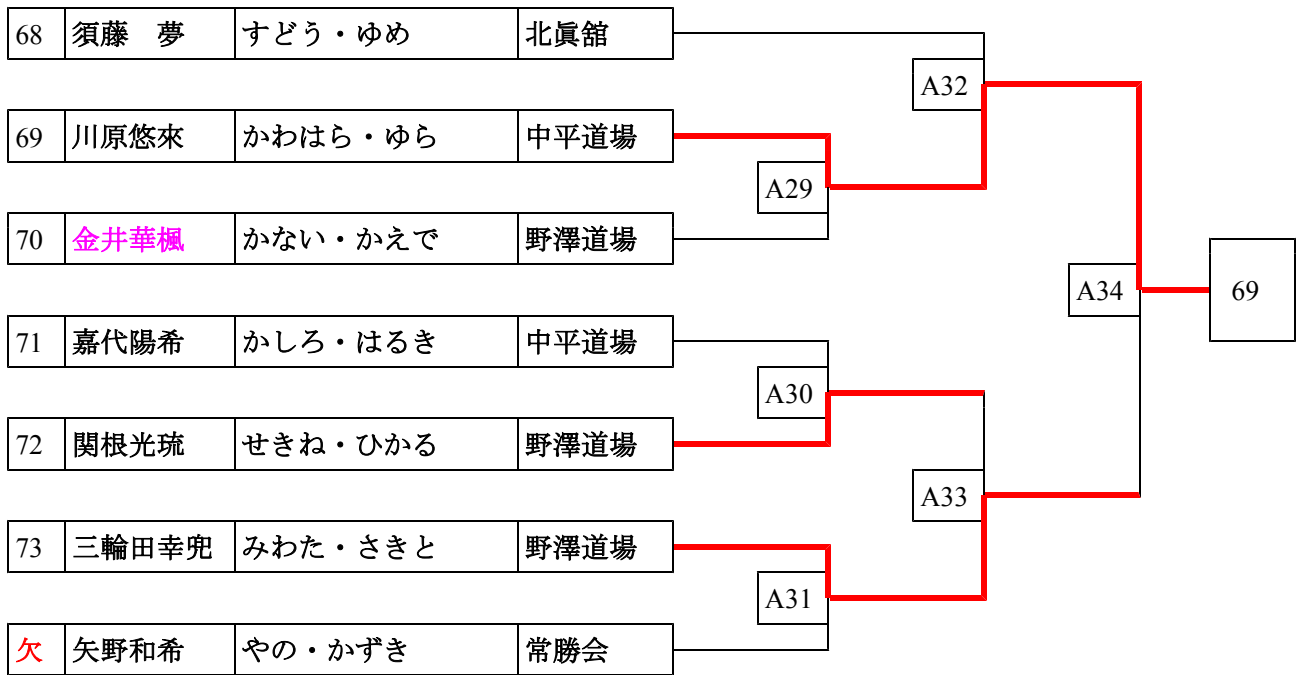 68 須藤　夢 すどう・ゆめ 北眞舘
A32
69 川原悠來 かわはら・ゆら 中平道場
A29
70 金井華楓 かない・かえで 野澤道場
A34 69
71 嘉代陽希 かしろ・はるき 中平道場
A30
72 関根光琉 せきね・ひかる 野澤道場
A33
73 三輪田幸兜 みわた・さきと 野澤道場
A31
欠 矢野和希 やの・かずき 常勝会